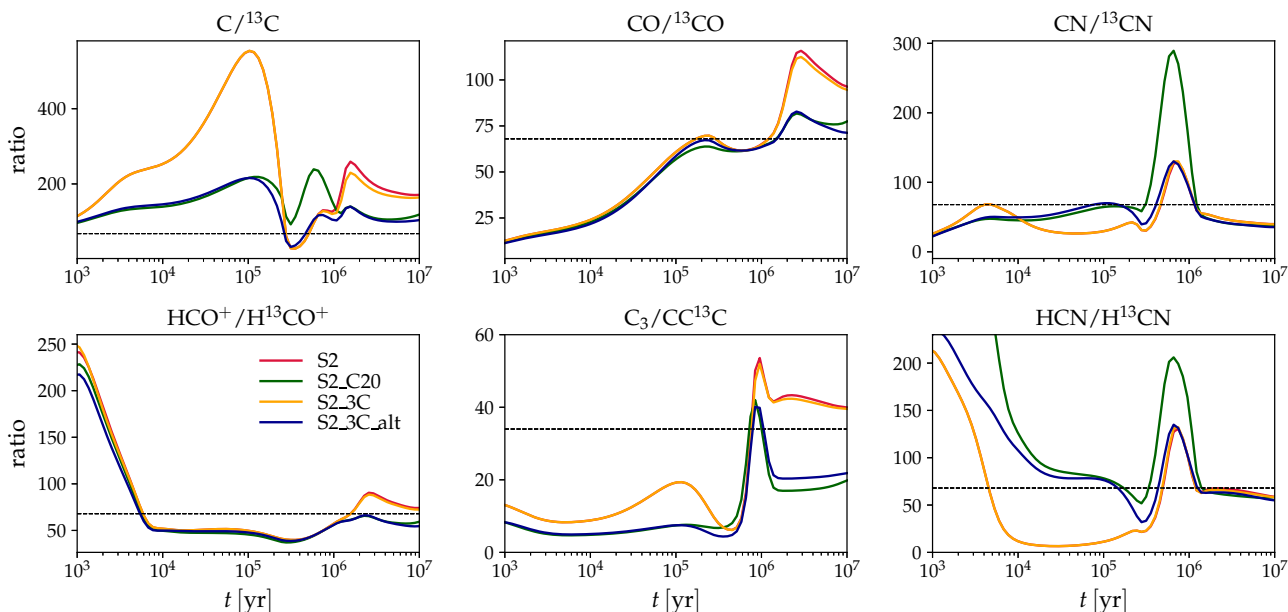 C/¹³C
CO/¹³CO
CN/¹³CN
ratio
400
200
10³ 10⁴ 10⁵ 10⁶ 10⁷
100
75
50
25
10³ 10⁴ 10⁵ 10⁶ 10⁷
300
200
100
0
10³ 10⁴ 10⁵ 10⁶ 10⁷
HCO⁺/H¹³CO⁺
C₃/CC¹³C
HCN/H¹³CN
ratio
250
200
150
100
50
S2
S2_C20
S2_3C
S2_3C_alt
10³ 10⁴ 10⁵ 10⁶ 10⁷
t [yr]
60
40
20
0
10³ 10⁴ 10⁵ 10⁶ 10⁷
t [yr]
200
150
100
50
0
10³ 10⁴ 10⁵ 10⁶ 10⁷
t [yr]